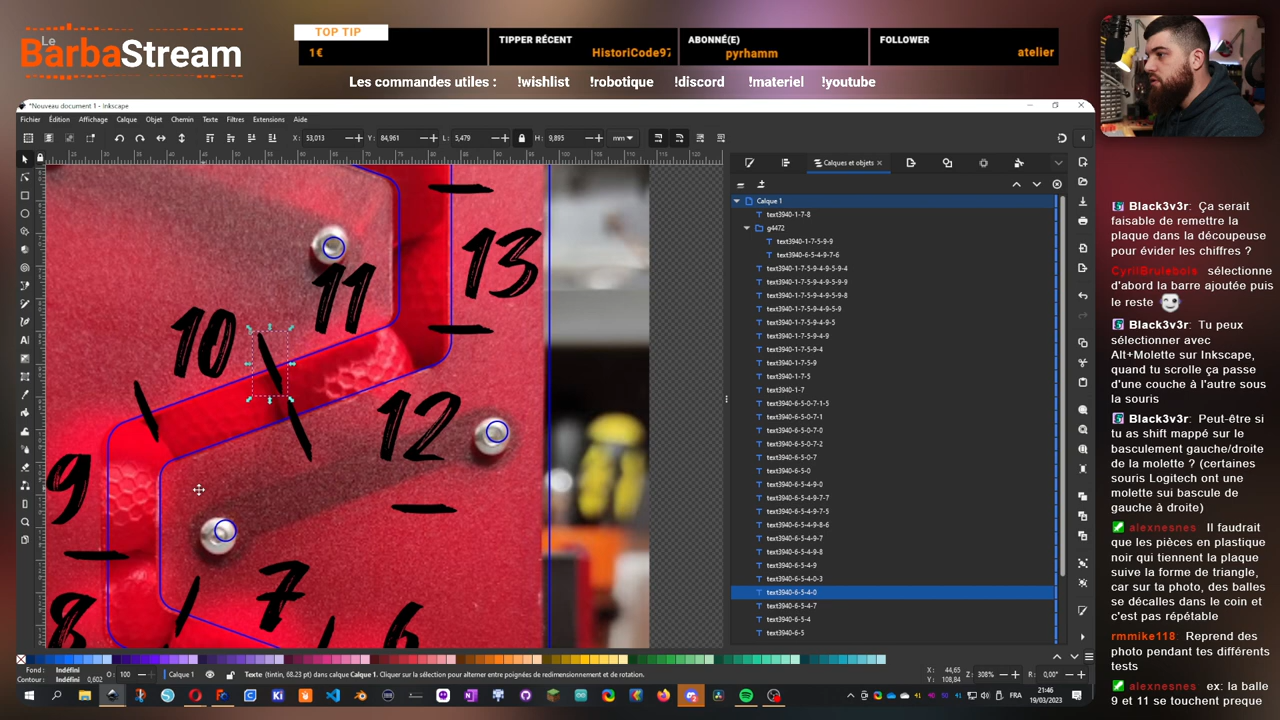 Le
BarbaStream
TOP TIP
1€
TIPPER RÉCENT
HistoriCode97
ABONNÉ(E)
pyrhamm
FOLLOWER
atelier
Les commandes utiles : !wishlist !robotique !discord !materiel !youtube
*Nouveau document 1 - Inkscape
Fichier Édition Affichage Calque Objet Chemin Texte Filtres Extensions Aide
X: 53,013 Y: 84,961 L: 5,479 H: 9,895 mm
Calques et objets
Calque 1
text3940-1-7-8
g4472
text3940-1-7-5-9-9
text3940-6-5-4-9-7-6
text3940-1-7-5-9-4-9-5-9-4
text3940-1-7-5-9-4-9-5-9-9
text3940-1-7-5-9-4-9-5-9-8
text3940-1-7-5-9-4-9-5-9
text3940-1-7-5-9-4-9-5
text3940-1-7-5-9-4-9
text3940-1-7-5-9-4
text3940-1-7-5-9
text3940-1-7-5
text3940-1-7
text3940-6-5-0-7-1-5
text3940-6-5-0-7-1
text3940-6-5-0-7-0
text3940-6-5-0-7-2
text3940-6-5-0-7
text3940-6-5-0
text3940-6-5-4-9-0
text3940-6-5-4-9-7-7
text3940-6-5-4-9-7-5
text3940-6-5-4-9-8-6
text3940-6-5-4-9-7
text3940-6-5-4-9-8
text3940-6-5-4-9
text3940-6-5-4-0-3
text3940-6-5-4-0
text3940-6-5-4-7
text3940-6-5-4
text3940-6-5
13
11
10
12
9
7
8
6
Fond : Indéfini
Contour : Indéfini 0,602
O: 100
Calque 1
Texte (tintin, 68.23 pt) dans calque Calque 1. Cliquer sur la sélection pour alterner entre poignées de redimensionnement et de rotation.
X: 44,65
Y: 108,84
Z: 308%
R: 0,00°
FRA
21:46
19/03/2023
Black3v3r: Ça serait
faisable de remettre la
plaque dans la découpeuse
pour éviter les chiffres ?
CyrilBrulebois: sélectionne
d'abord la barre ajoutée puis
le reste
Black3v3r: Tu peux
sélectionner avec
Alt+Molette sur Inkscape,
quand tu scrolle ça passe
d'une couche à l'autre sous
la souris
Black3v3r: Peut-être si
tu as shift mappé sur le
basculement gauche/droite
de la molette ? (certaines
souris Logitech ont une
molette sui bascule de
gauche à droite)
alexnesnes: Il faudrait
que les pièces en plastique
noir qui tiennent la plaque
suive la forme de triangle,
car sur ta photo, des balles
se décalles dans le coin et
c'est pas répétable
rmmike118: Reprend des
photo pendant tes différents
tests
alexnesnes: ex: la balle
9 et 11 se touchent preque